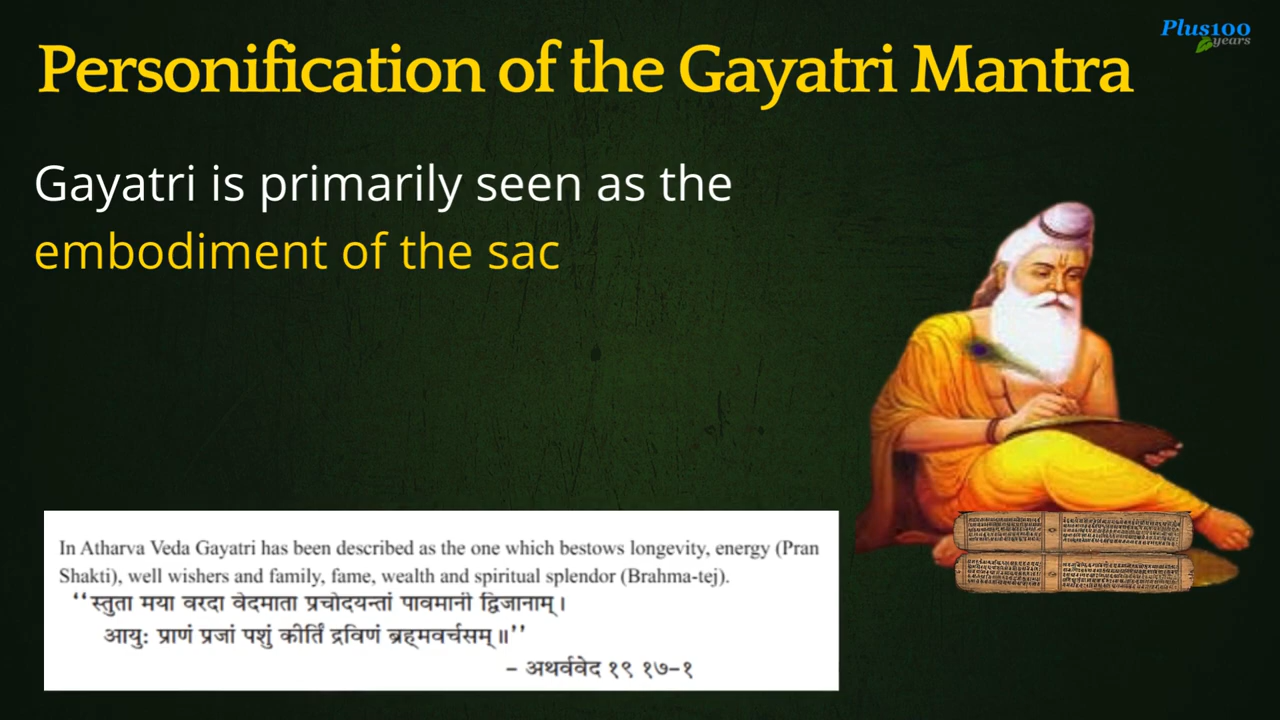 Plus100
years
Personification of the Gayatri Mantra
Gayatri is primarily seen as the
embodiment of the sac
In Atharva Veda Gayatri has been described as the one which bestows longevity, energy (Pran
Shakti), well wishers and family, fame, wealth and spiritual splendor (Brahma-tej).
‘‘स्तुता मया वरदा वेदमाता प्रचोदयन्तां पावमानी द्विजानाम्।
आयुः प्राणं प्रजां पशुं कीर्तिं द्रविणं ब्रह्मवर्चसम्॥’’
– अथर्ववेद १९ १७–१